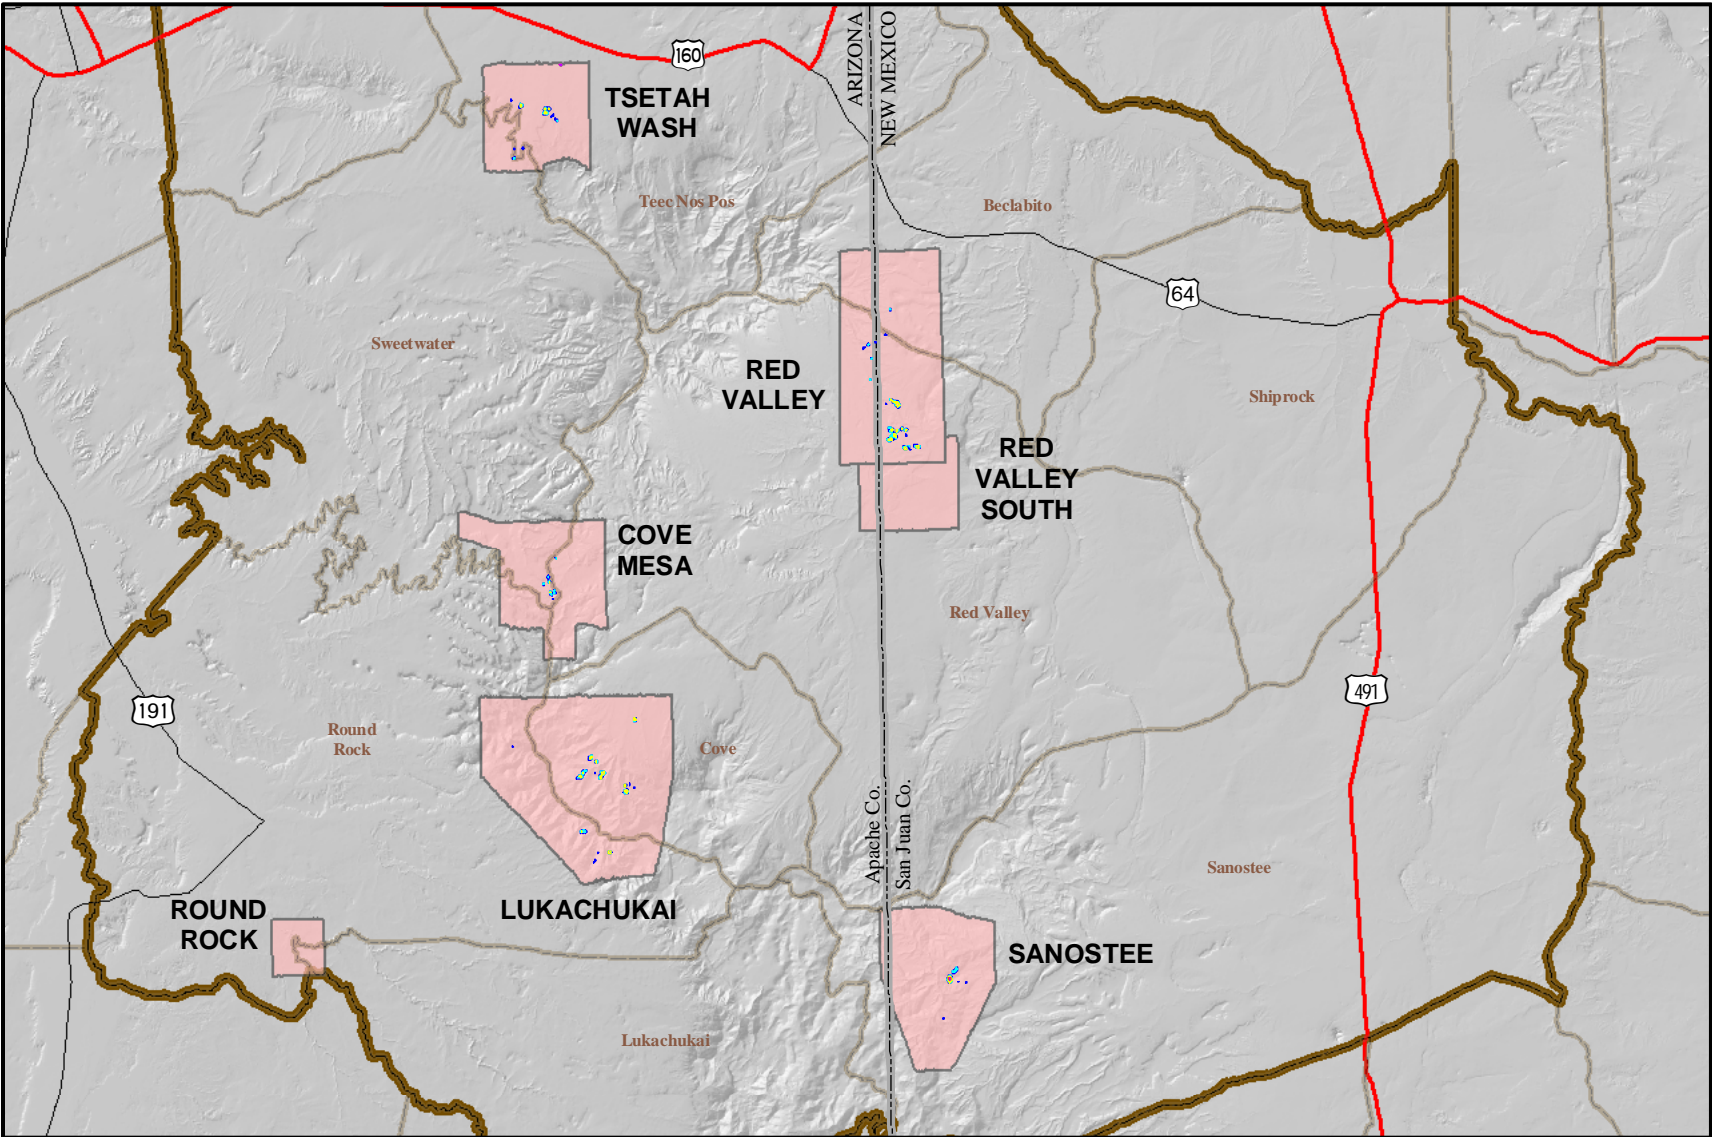 160
ARIZONA
NEW MEXICO
TSETAH
WASH
Teec Nos Pos
Beclabito
64
Sweetwater
RED
VALLEY
Shiprock
RED
VALLEY
SOUTH
COVE
MESA
Red Valley
491
191
Round
Rock
Cove
Apache Co.
San Juan Co.
Sanostee
ROUND
ROCK
LUKACHUKAI
SANOSTEE
Lukachukai